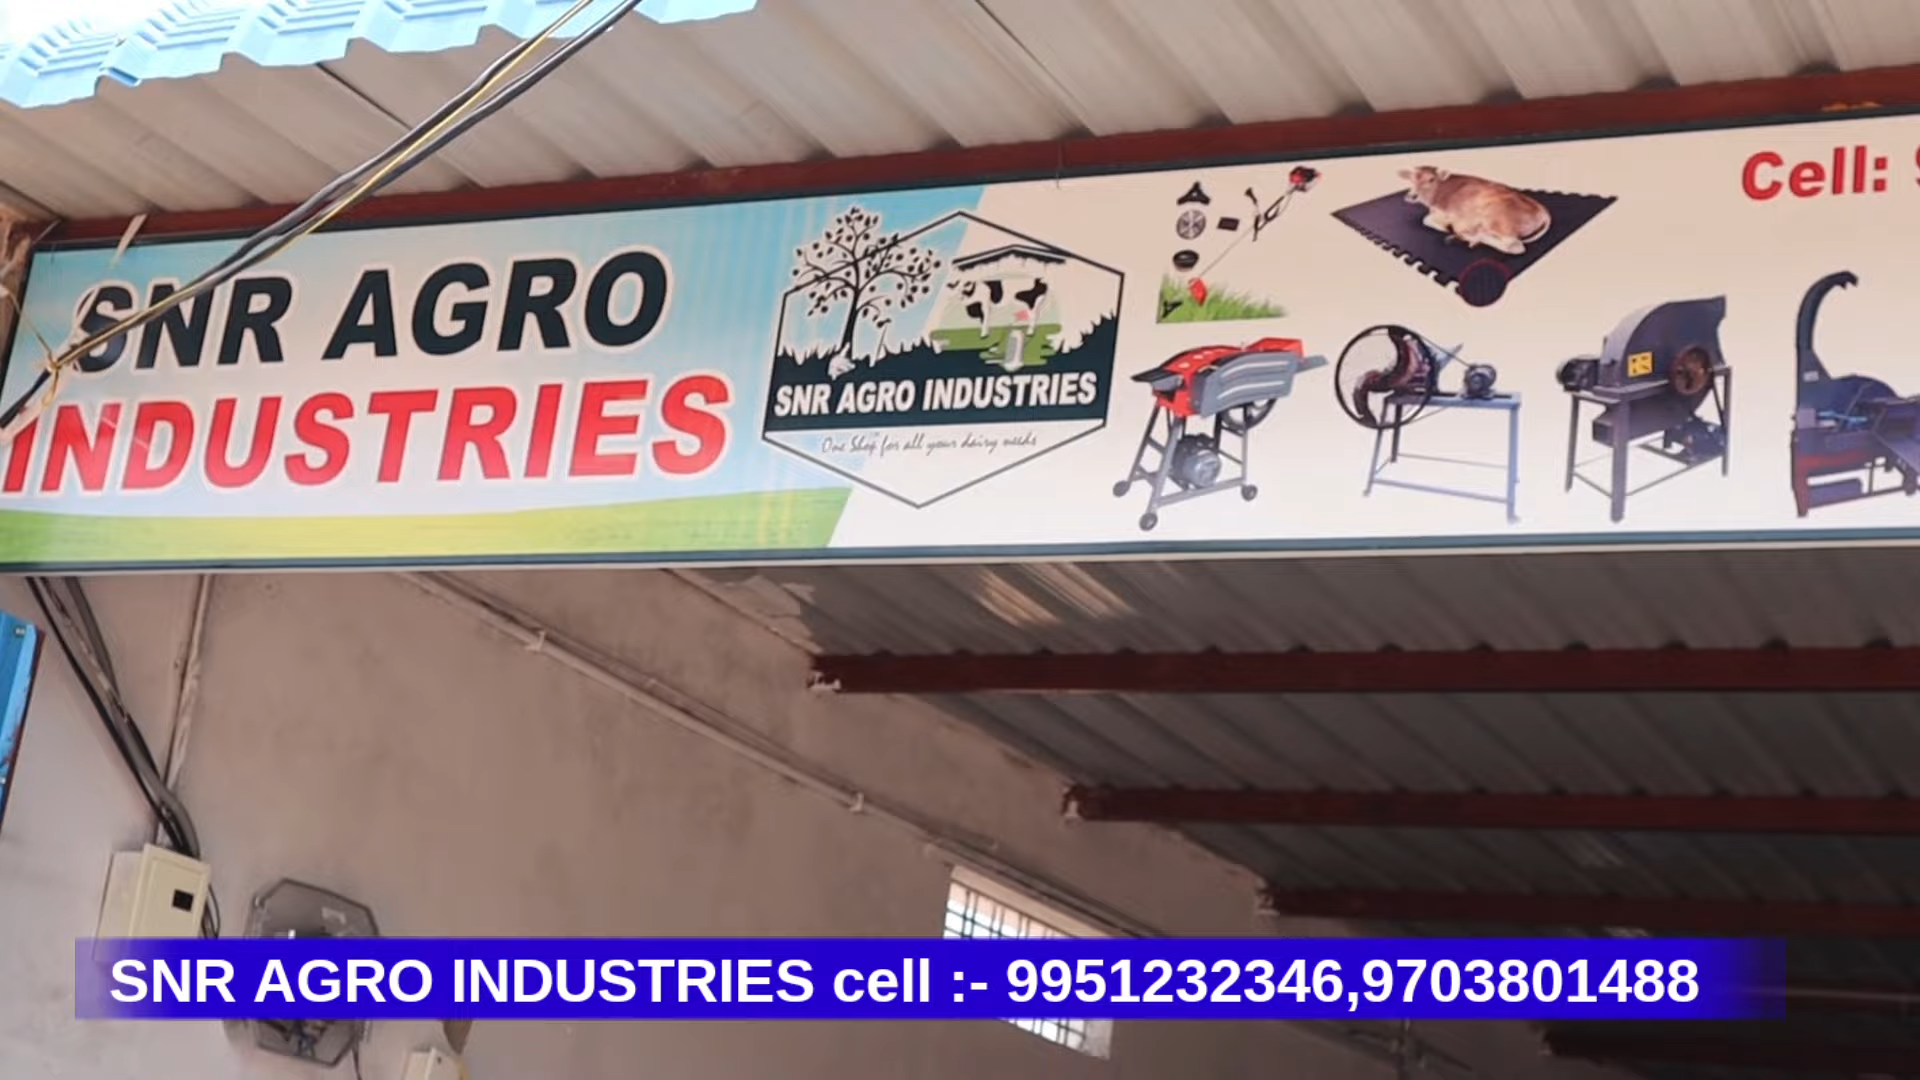 SNR AGRO
INDUSTRIES
SNR AGRO INDUSTRIES
One Shop for all your dairy needs
Cell: 9
SNR AGRO INDUSTRIES cell :- 9951232346,9703801488